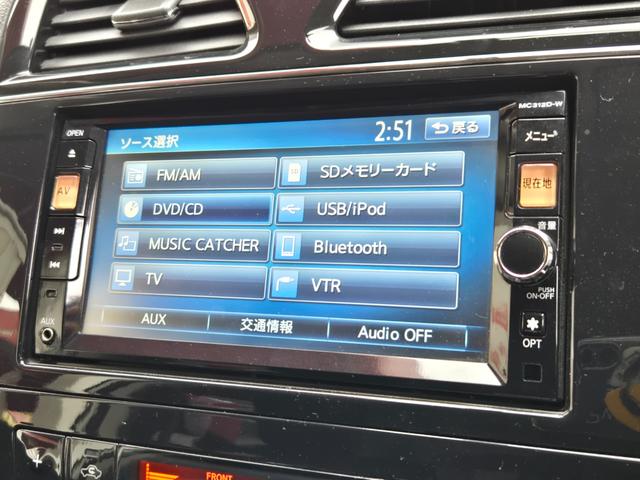 MC312D-W
OPEN
ソース選択
2:51
戻る
メニュー
AV
FM/AM
SDメモリーカード
現在地
DVD/CD
USB/iPod
音量
MUSIC CATCHER
Bluetooth
TV
VTR
PUSH
ON·OFF
AUX
AUX
交通情報
Audio OFF
OPT
FRONT